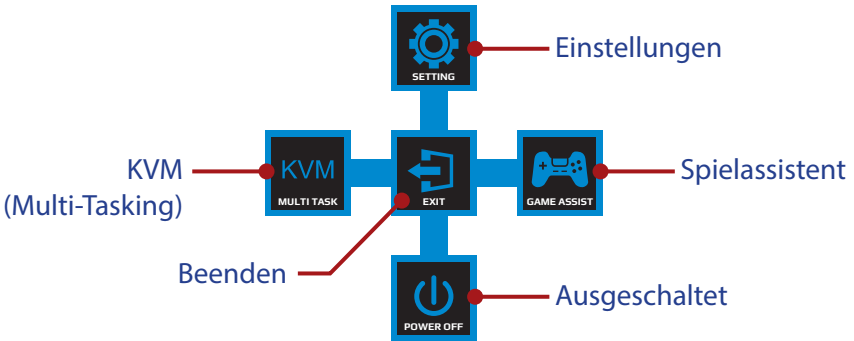 Einstellungen
SETTING
KVM
(Multi-Tasking)
KVM
MULTI TASK
EXIT
GAME ASSIST
Spielassistent
Beenden
POWER OFF
Ausgeschaltet